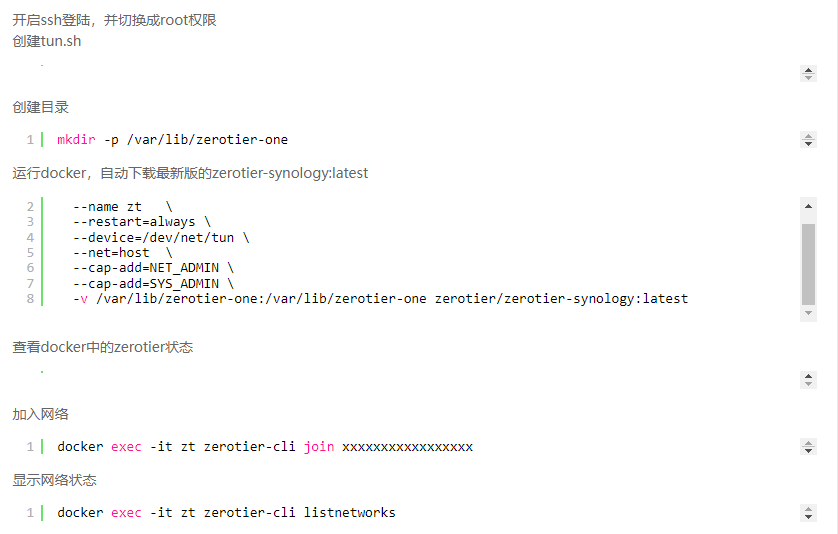 开启ssh登陆，并切换成root权限
创建tun.sh
创建目录
1 mkdir -p /var/lib/zerotier-one
运行docker，自动下载最新版的zerotier-synology:latest
2 --name zt \
3 --restart=always \
4 --device=/dev/net/tun \
5 --net=host \
6 --cap-add=NET_ADMIN \
7 --cap-add=SYS_ADMIN \
8 -v /var/lib/zerotier-one:/var/lib/zerotier-one zerotier/zerotier-synology:latest
查看docker中的zerotier状态
加入网络
1 docker exec -it zt zerotier-cli join xxxxxxxxxxxxxxxxx
显示网络状态
1 docker exec -it zt zerotier-cli listnetworks